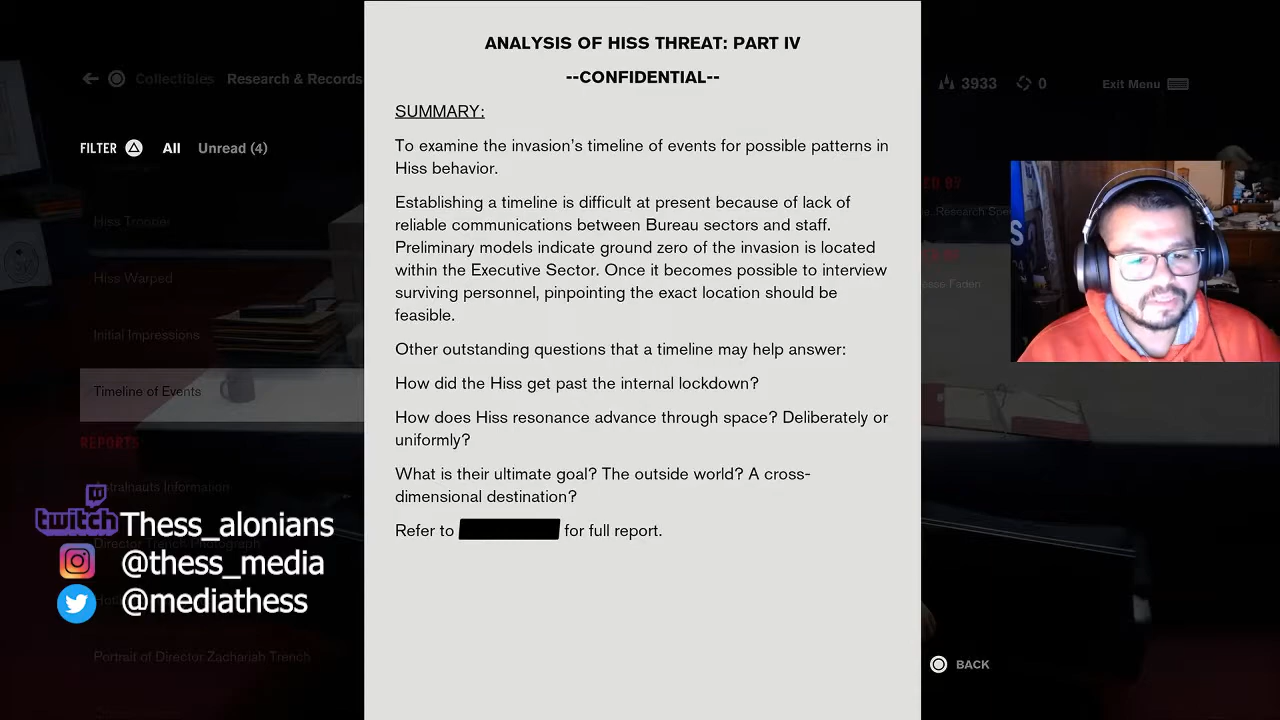 ANALYSIS OF HISS THREAT: PART IV
--CONFIDENTIAL--
SUMMARY:
To examine the invasion's timeline of events for possible patterns in
Hiss behavior.
Establishing a timeline is difficult at present because of lack of
reliable communications between Bureau sectors and staff.
Preliminary models indicate ground zero of the invasion is located
within the Executive Sector. Once it becomes possible to interview
surviving personnel, pinpointing the exact location should be
feasible.
Other outstanding questions that a timeline may help answer:
How did the Hiss get past the internal lockdown?
How does Hiss resonance advance through space? Deliberately or
uniformly?
What is their ultimate goal? The outside world? A cross-
dimensional destination?
Refer to for full report.
Collectibles Research & Records
3933 0 Exit Menu
FILTER All Unread (4)
Hiss Trooper
Hiss Warped
Initial Impressions
Timeline of Events
REPORTS
Information
Director Trench Photograph
Portrait of Director Zachariah Trench
Research
Faden
S
twitch Thess_alonians
@thess_media
@mediathess
BACK